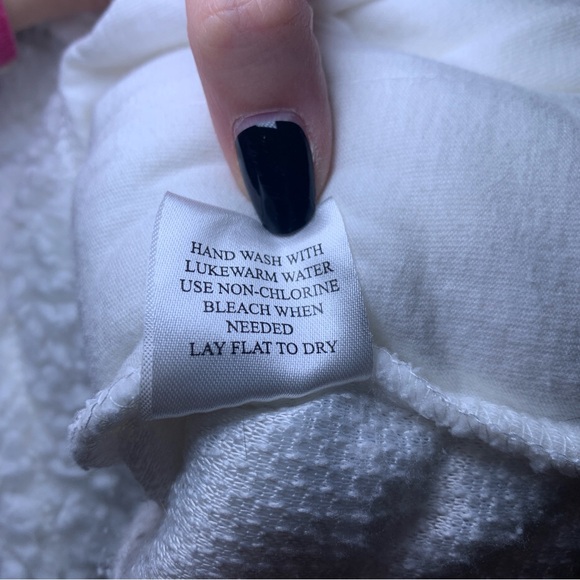 HAND WASH WITH
LUKEWARM WATER
USE NON-CHLORINE
BLEACH WHEN
NEEDED
LAY FLAT TO DRY